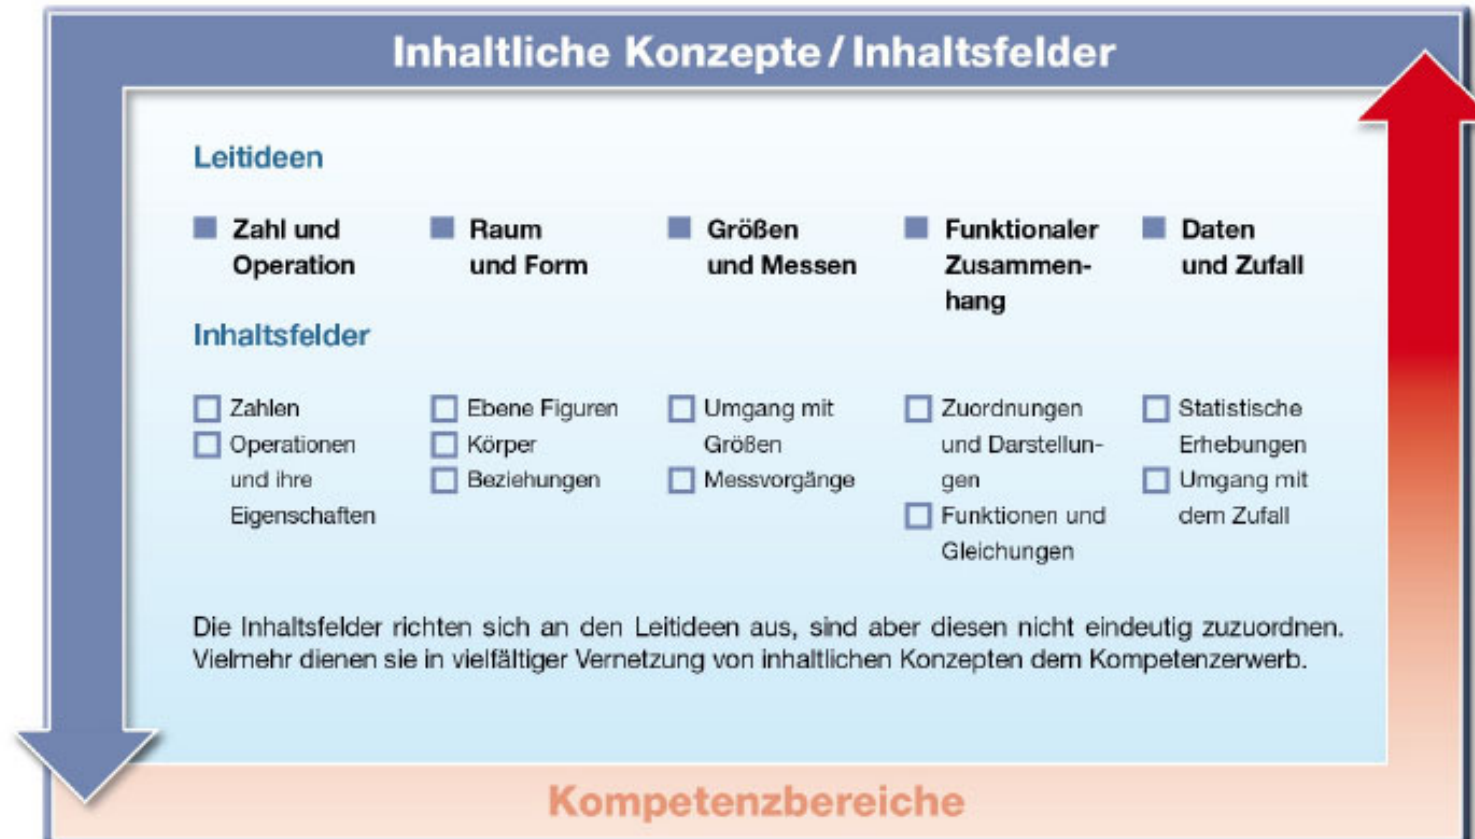 Inhaltliche Konzepte / Inhaltsfelder
Leitideen
Zahl und
Operation
Raum
und Form
Größen
und Messen
Funktionaler
Zusammen-
hang
Daten
und Zufall
Inhaltsfelder
Zahlen
Operationen
und ihre
Eigenschaften
Ebene Figuren
Körper
Beziehungen
Umgang mit
Größen
Messvorgänge
Zuordnungen
und Darstellun-
gen
Funktionen und
Gleichungen
Statistische
Erhebungen
Umgang mit
dem Zufall
Die Inhaltsfelder richten sich an den Leitideen aus, sind aber diesen nicht eindeutig zuzuordnen.
Vielmehr dienen sie in vielfältiger Vernetzung von inhaltlichen Konzepten dem Kompetenzerwerb.
Kompetenzbereiche